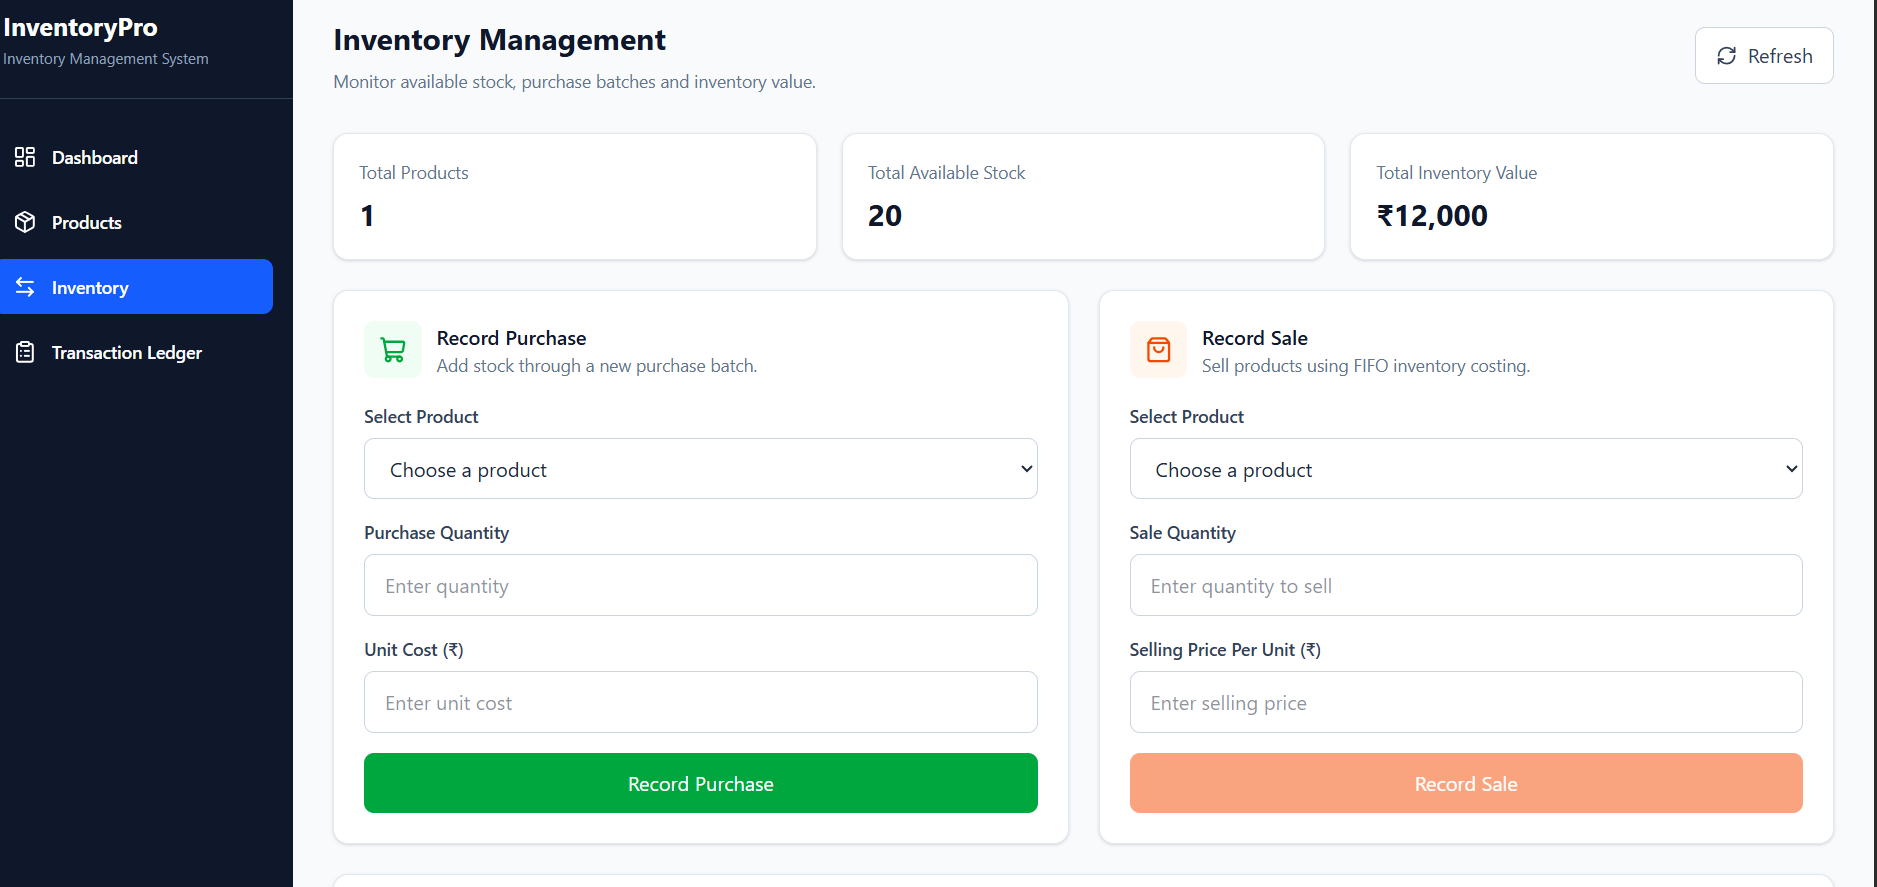 InventoryPro
Inventory Management System
Dashboard
Products
Inventory
Transaction Ledger
Inventory Management
Monitor available stock, purchase batches and inventory value.
Refresh
Total Products
1
Total Available Stock
20
Total Inventory Value
₹12,000
Record Purchase
Add stock through a new purchase batch.
Select Product
Choose a product
Purchase Quantity
Enter quantity
Unit Cost (₹)
Enter unit cost
Record Purchase
Record Sale
Sell products using FIFO inventory costing.
Select Product
Choose a product
Sale Quantity
Enter quantity to sell
Selling Price Per Unit (₹)
Enter selling price
Record Sale